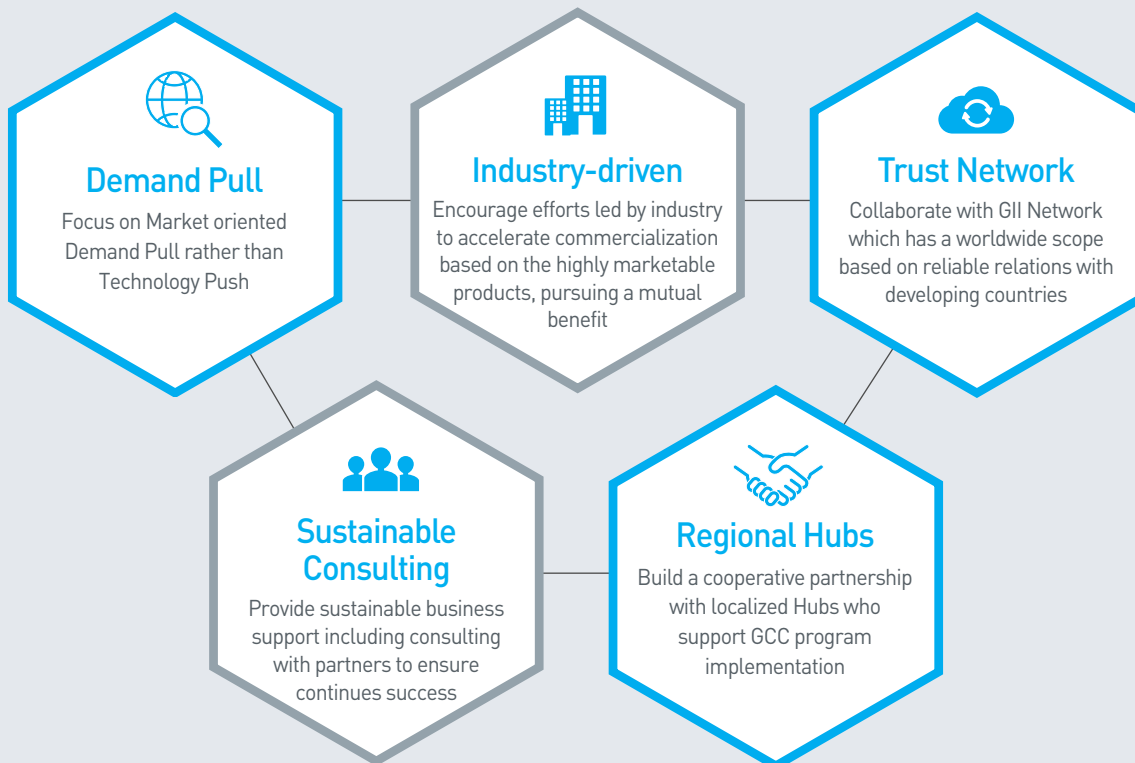 Demand Pull
Focus on Market oriented
Demand Pull rather than
Technology Push
Industry-driven
Encourage efforts led by industry
to accelerate commercialization
based on the highly marketable
products, pursuing a mutual
benefit
Trust Network
Collaborate with GII Network
which has a worldwide scope
based on reliable relations with
developing countries
Sustainable
Consulting
Provide sustainable business
support including consulting
with partners to ensure
continues success
Regional Hubs
Build a cooperative partnership
with localized Hubs who
support GCC program
implementation